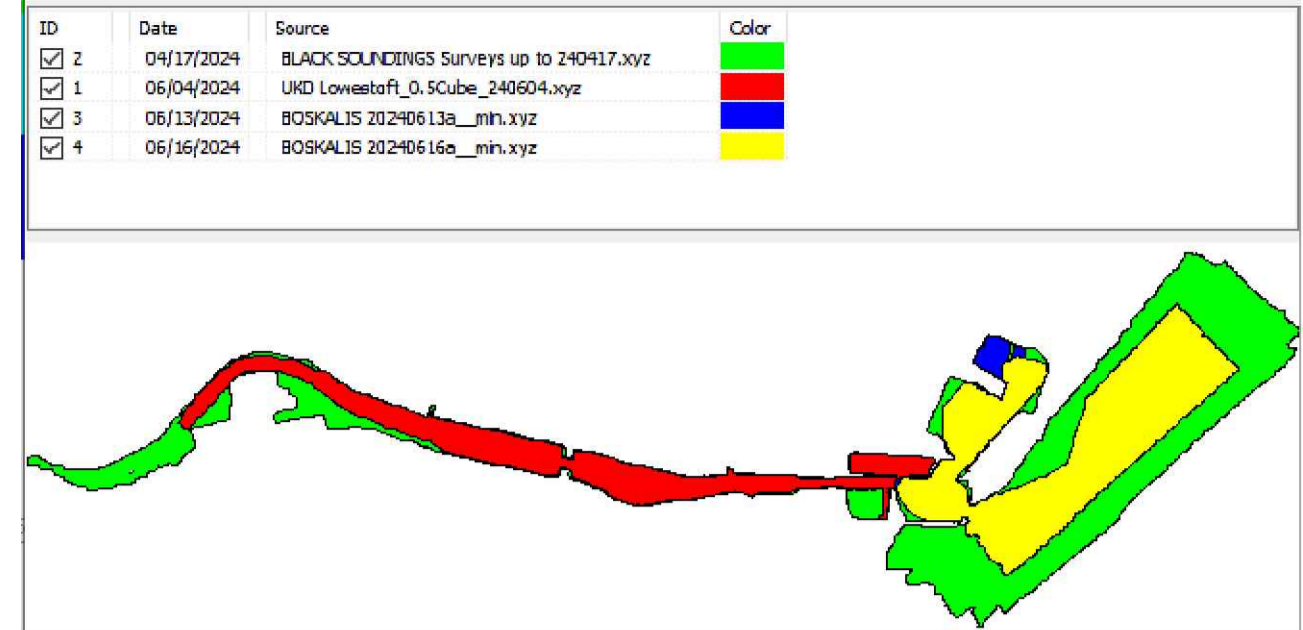 ID Date Source Color
2 04/17/2024 BLACK SOUNDINGS Surveys up to 240417.xyz
1 06/04/2024 UKD Lowestoft_0.5Cube_240604.xyz
3 06/13/2024 BOSKALIS 20240613a__min.xyz
4 06/16/2024 BOSKALIS 20240616a__min.xyz